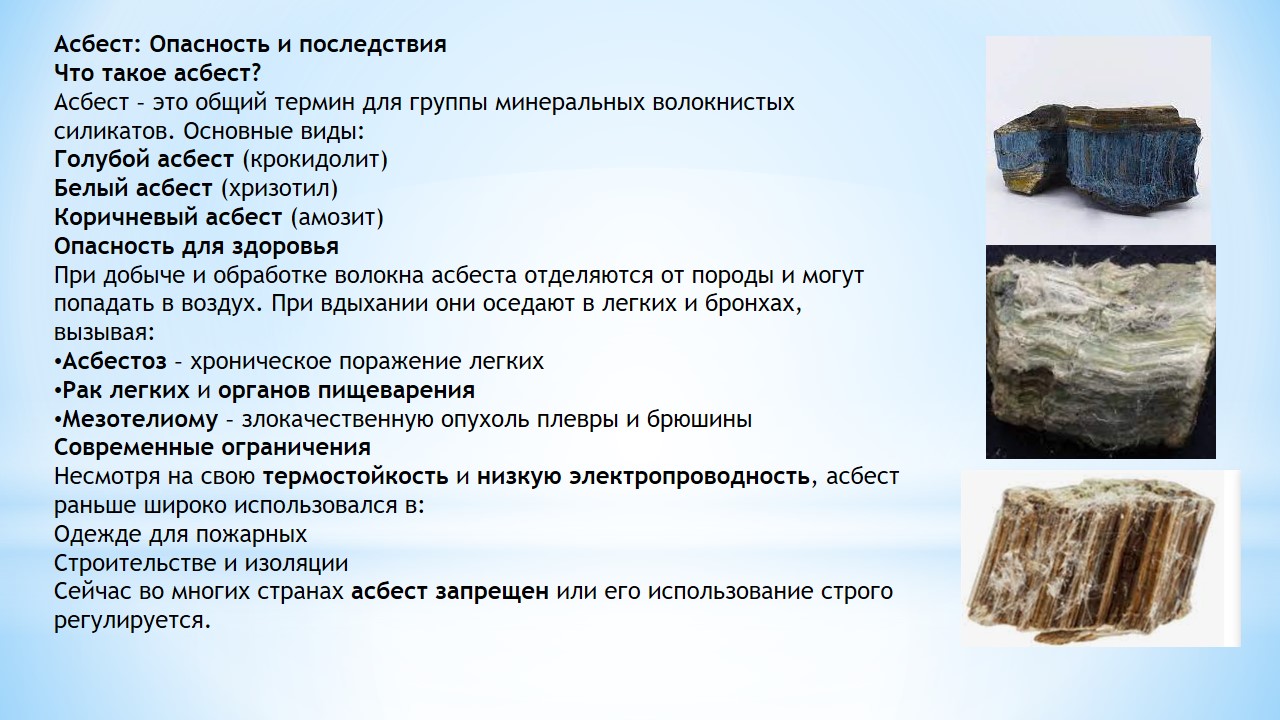 Асбест: Опасность и последствия
Что такое асбест?
Асбест – это общий термин для группы минеральных волокнистых
силикатов. Основные виды:
Голубой асбест (крокидолит)
Белый асбест (хризотил)
Коричневый асбест (амозит)
Опасность для здоровья
При добыче и обработке волокна асбеста отделяются от породы и могут
попадать в воздух. При вдыхании они оседают в легких и бронхах,
вызывая:
•Асбестоз – хроническое поражение легких
•Рак легких и органов пищеварения
•Мезотелиому – злокачественную опухоль плевры и брюшины
Современные ограничения
Несмотря на свою термостойкость и низкую электропроводность, асбест
раньше широко использовался в:
Одежде для пожарных
Строительстве и изоляции
Сейчас во многих странах асбест запрещен или его использование строго
регулируется.